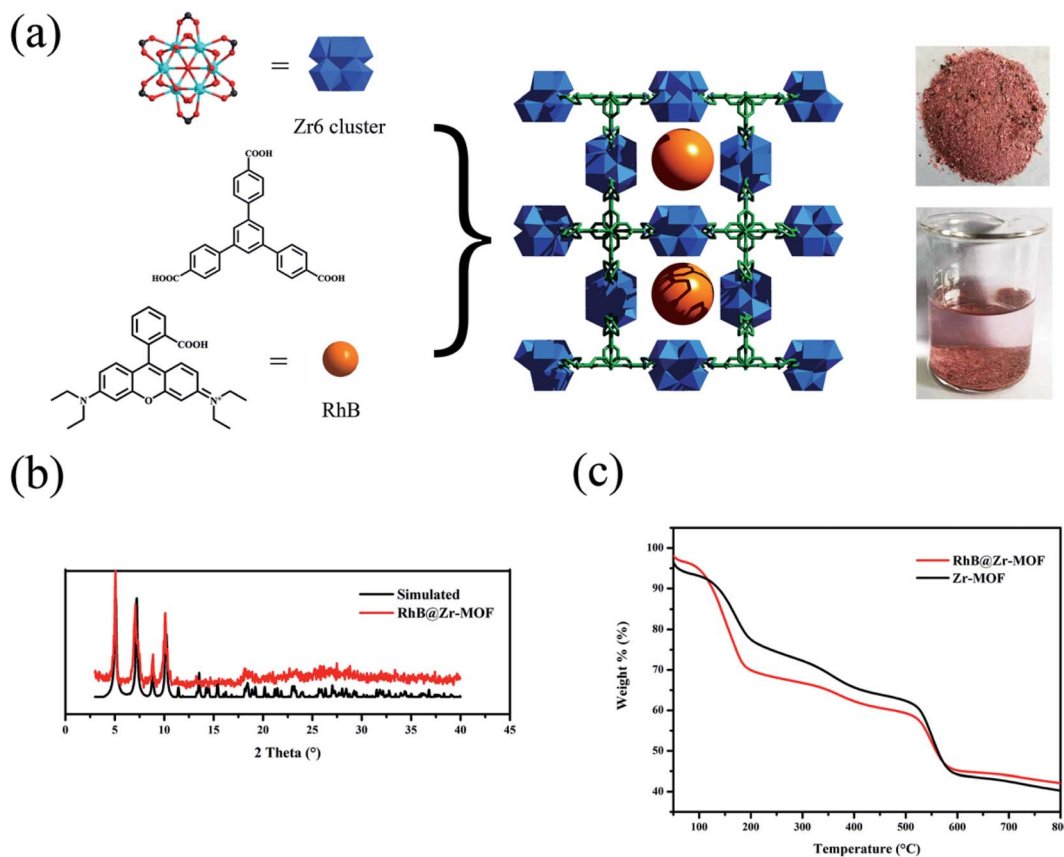 (a)
=
Zr6 cluster
COOH
HOOC
COOH
COOH
N
O
N+
=
RhB
(b)
Simulated
RhB@Zr-MOF
0 5 10 15 20 25 30 35 40 45
2 Theta (°)
(c)
100
90
80
70
60
50
40
Weight % (%)
RhB@Zr-MOF
Zr-MOF
100 200 300 400 500 600 700 80
Temperature (°C)